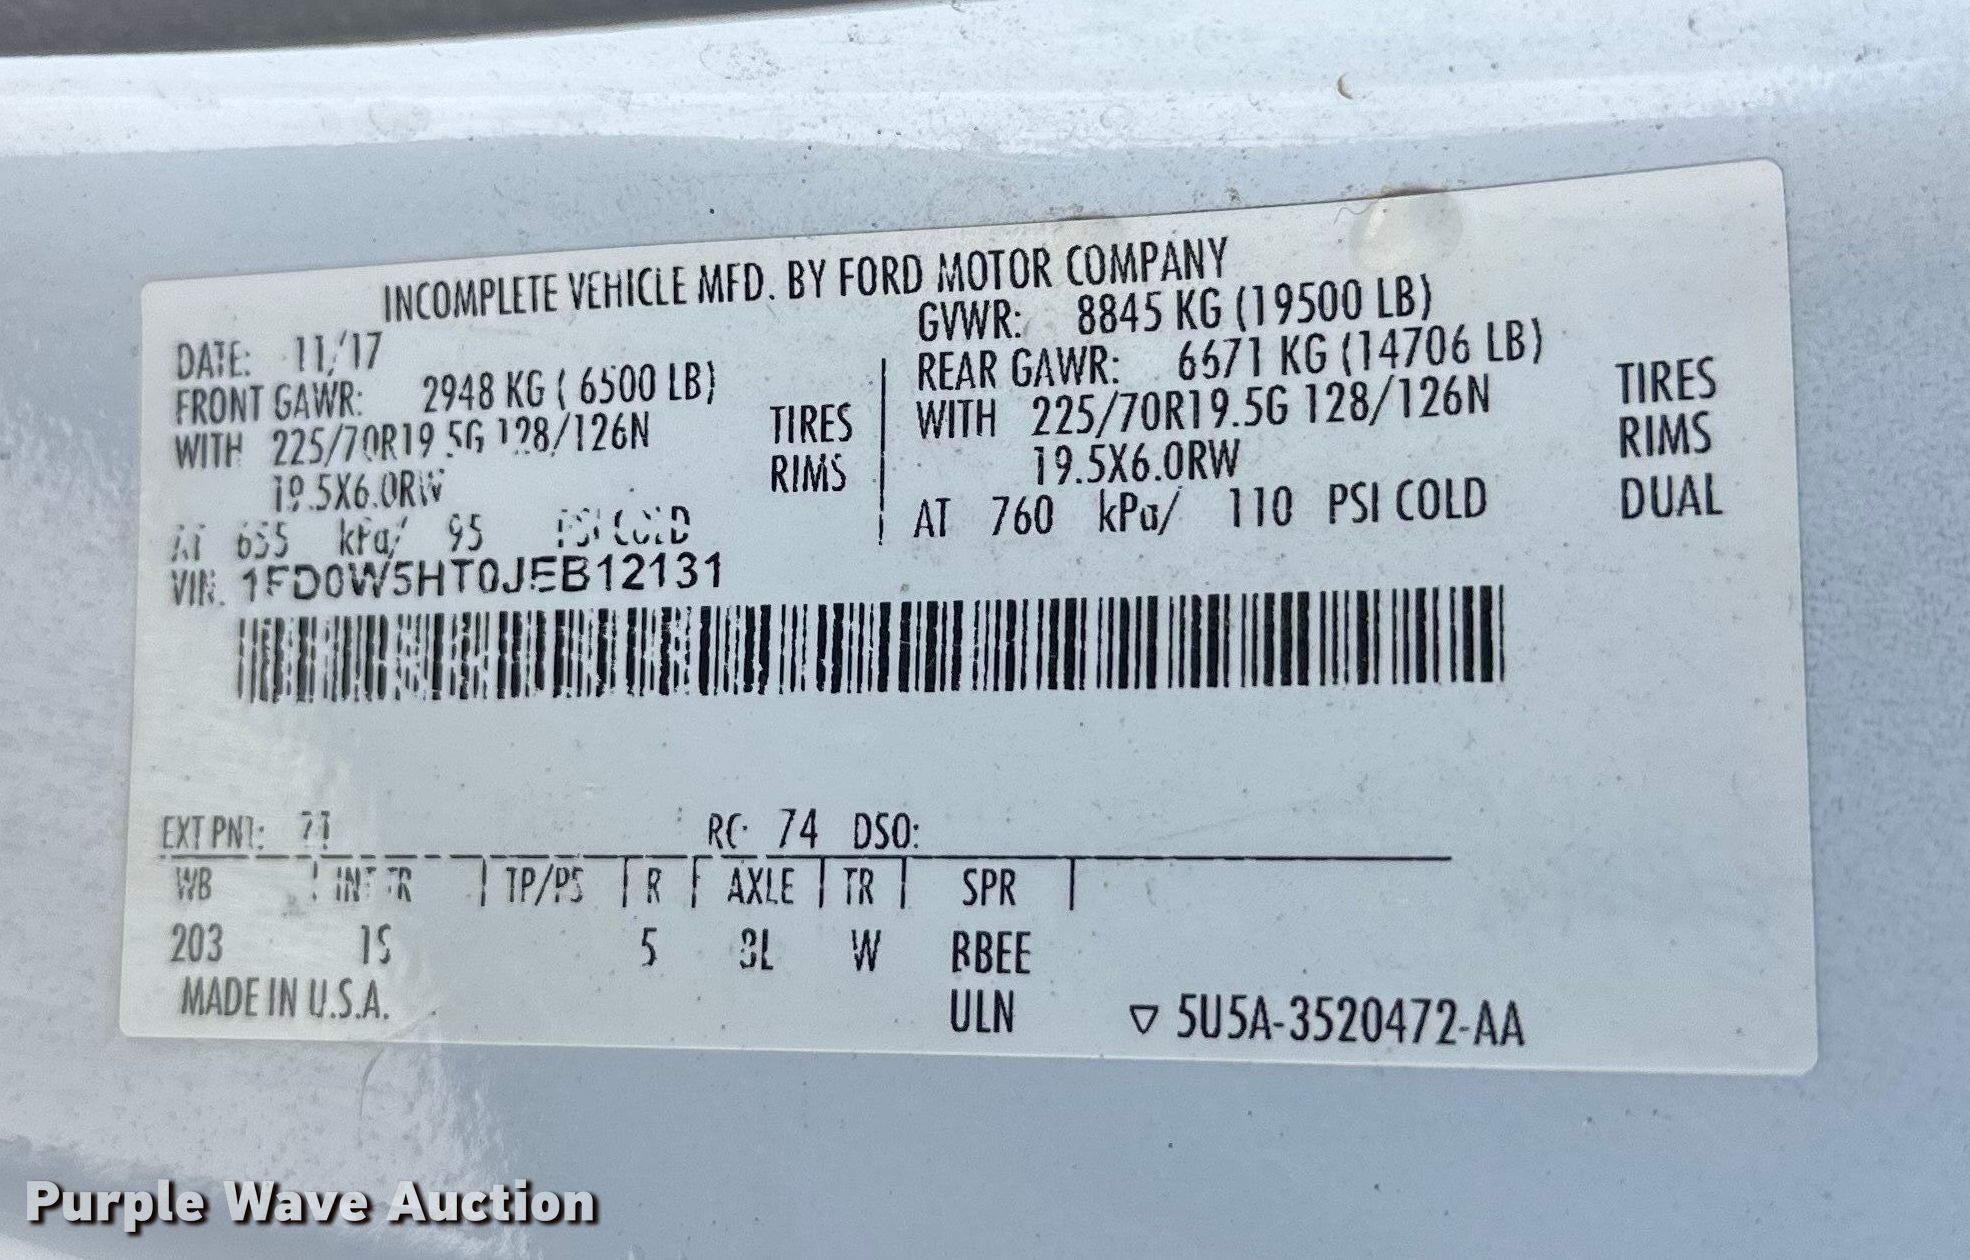 INCOMPLETE VEHICLE MFD. BY FORD MOTOR COMPANY
DATE: 11/17
GVWR: 8845 KG (19500 LB)
FRONT GAWR: 2948 KG ( 6500 LB)
REAR GAWR: 6671 KG (14706 LB)
WITH 225/70R19.5G 128/126N TIRES
WITH 225/70R19.5G 128/126N TIRES
19.5X6.0RW RIMS
19.5X6.0RW RIMS
AT 655 kPa/ 95 PSI COLD
AT 760 kPa/ 110 PSI COLD DUAL
VIN: 1FD0W5HT0JEB12131
EXT PNT: RC: 74 DSO:
WB INT TR TP/PS R AXLE TR SPR
203 1S 5 W RBEE
MADE IN U.S.A. ULN ▽ 5U5A-3520472-AA
Purple Wave Auction